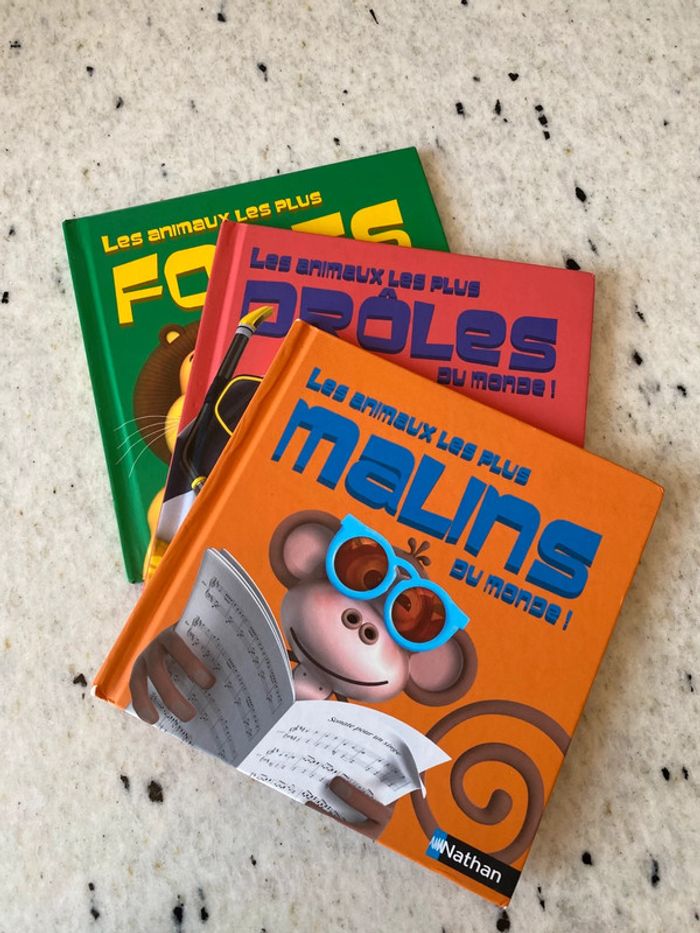 Les animaux les plus
Les animaux les plus
DRÔLES
du monde !
Les animaux les plus
malins
du monde !
Sonate pour un singe
Nathan